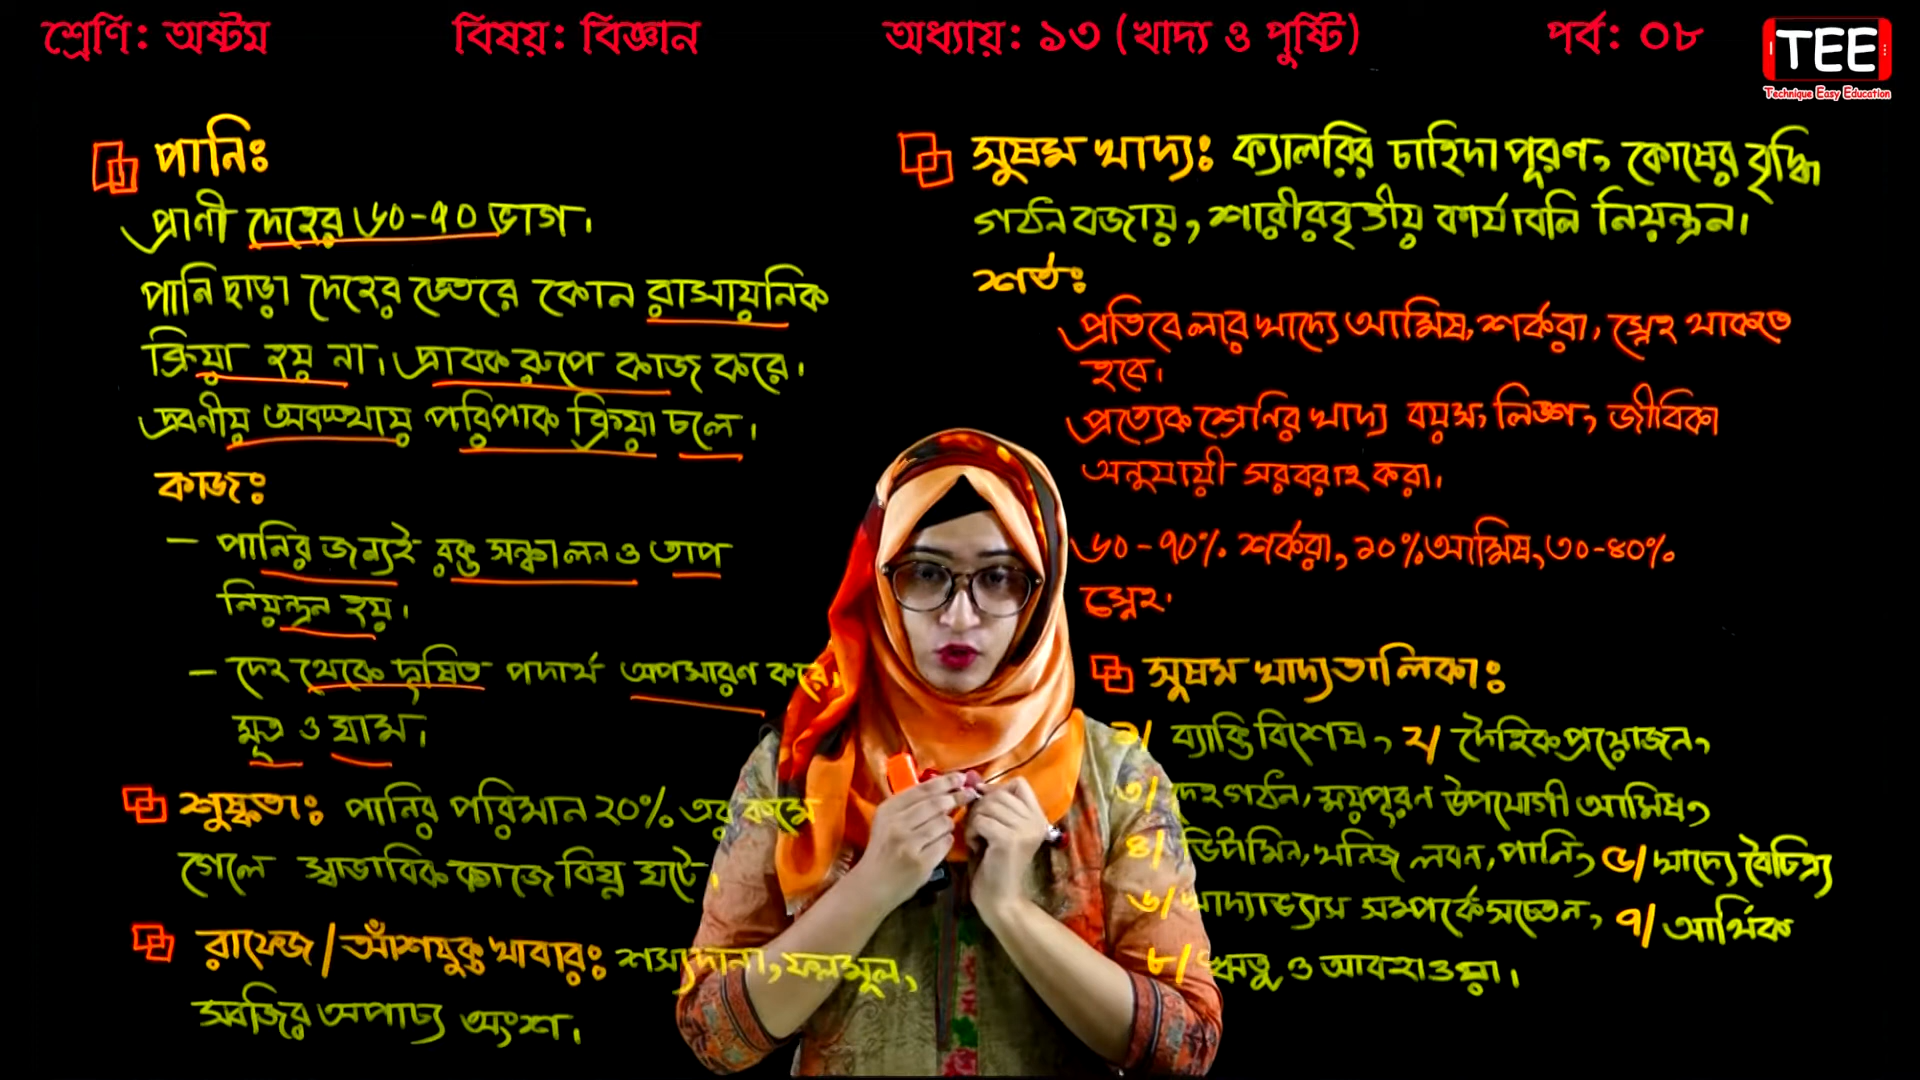 শ্রেণি: অষ্টম
বিষয়: বিজ্ঞান
অধ্যায়: ১৩ (খাদ্য ও পুষ্টি)
পর্ব: ০৮
TEE
Technique Easy Education
পানিঃ
প্রাণী দেহের ৬০-৭০ ভাগ।
পানি ছাড়া দেহের ভেতরে কোন রাসায়নিক
ক্রিয়া হয় না। দ্রাবক রুপে কাজ করে।
দ্রবণীয় অবস্থায় পরিপাক ক্রিয়া চলে।
কাজঃ
– পানির জন্যই রক্ত সঞ্চালন ও তাপ
নিয়ন্ত্রন হয়।
– দেহ থেকে দূষিত পদার্থ অপসারণ করে,
মূত্র ও ঘাম।
শুষ্কতাঃ পানির পরিমান ২০% এর কমে
গেলে স্বাভাবিক কাজে বিঘ্ন ঘটে।
রাফেজ/আঁশযুক্ত খাবারঃ শস্যদানা, ফলমূল,
সবজির অপাচ্য অংশ।
সুষম খাদ্যঃ ক্যালরির চাহিদা পূরণ, কোষের বৃদ্ধি
গঠন বজায়, শারীরবৃত্তীয় কার্যাবলি নিয়ন্ত্রন।
শর্তঃ
প্রতিবেলার খাদ্যে আমিষ, শর্করা, স্নেহ থাকতে
হবে।
প্রত্যেক শ্রেনির খাদ্য বয়স, লিঙ্গ, জীবিকা
অনুযায়ী সরবরাহ করা।
৬০-৭০% শর্করা, ১০% আমিষ, ৩০-৪০%
স্নেহ।
সুষম খাদ্যতালিকাঃ
১/ ব্যাক্তি বিশেষ, ২/ দৈহিক প্রয়োজন,
৩/ দেহ গঠন, ক্ষয়পূরণ উপযোগী আমিষ,
৪/ ভিটামিন, খনিজ লবন, পানি, ৫/ খাদ্যে বৈচিত্র্য
৬/ খাদ্যাভ্যাস সম্পর্কে সচেতন, ৭/ আর্থিক
৮/ ঋতু ও আবহাওয়া।